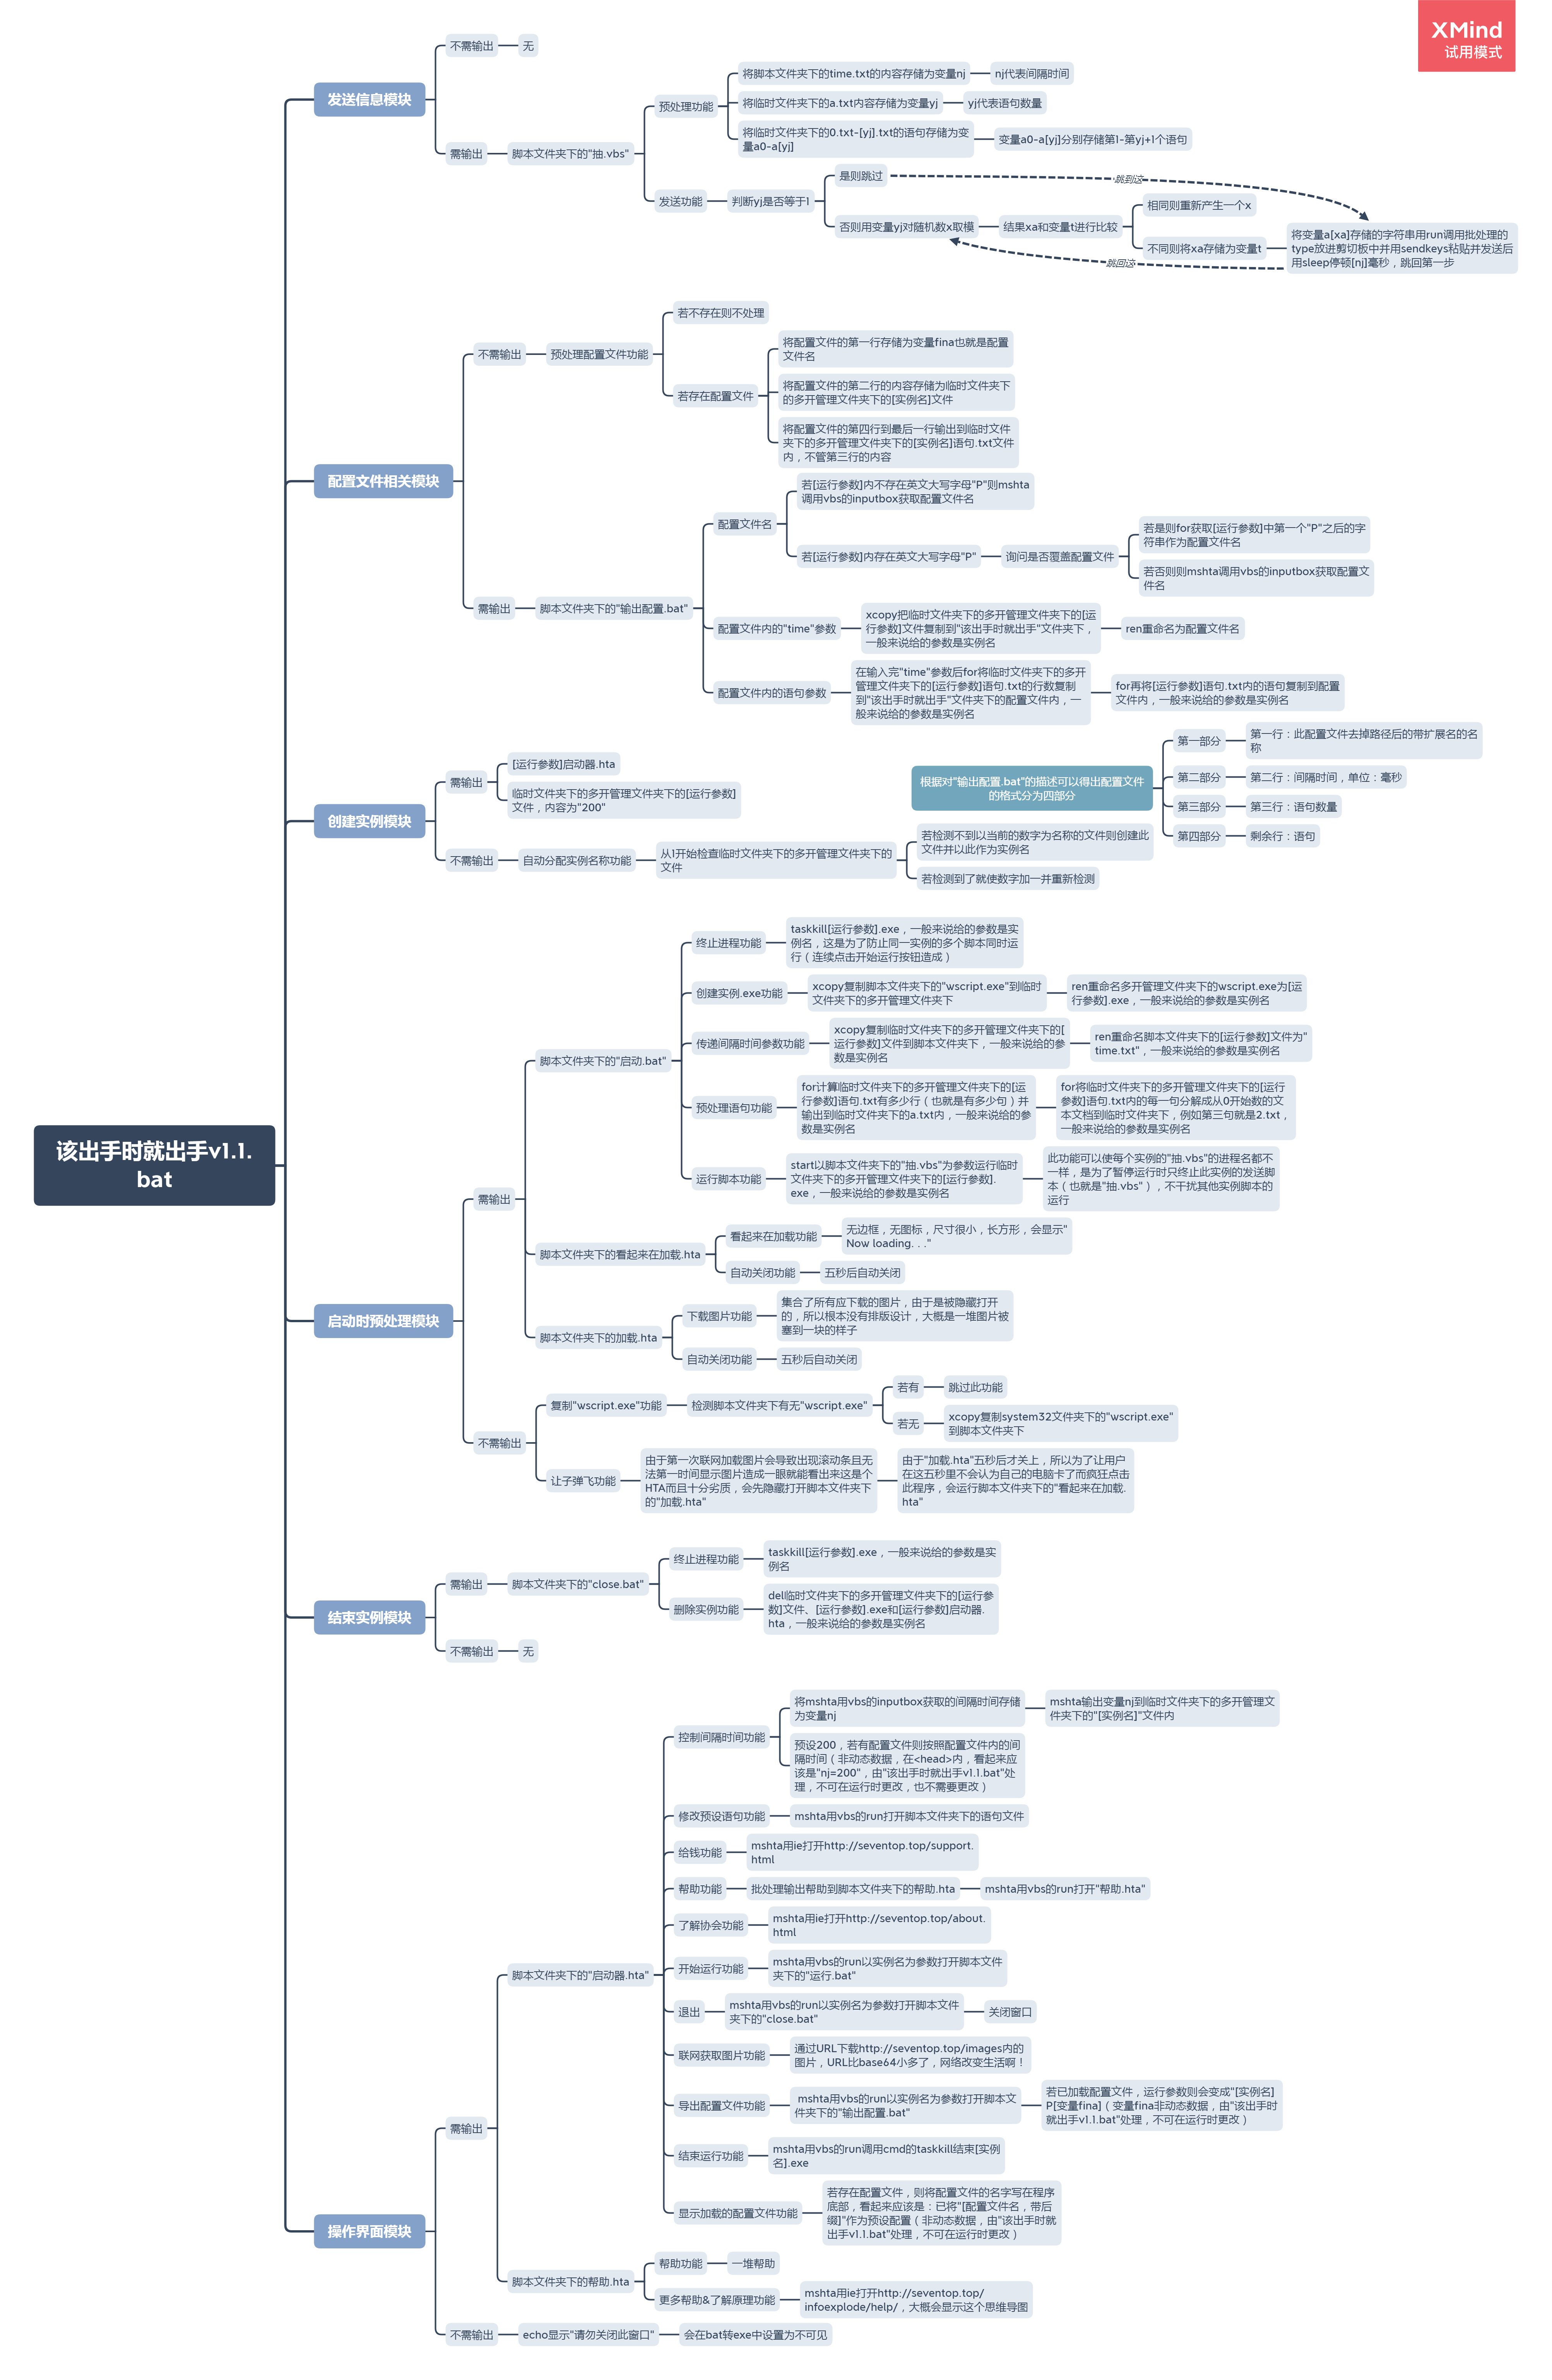 XMind
试用模式
该出手时就出手v1.1.
bat
发送信息模块
不需输出
无
需输出
脚本文件夹下的"抽.vbs"
预处理功能
将脚本文件夹下的time.txt的内容存储为变量nj
nj代表间隔时间
将临时文件夹下的a.txt内容存储为变量yj
yj代表语句数量
将临时文件夹下的0.txt-[yj].txt的语句存储为变
量a0-a[yj]
变量a0-a[yj]分别存储第1-第yj+1个语句
发送功能
判断yj是否等于1
是则跳过
跳到这
否则用变量yj对随机数x取模
结果xa和变量t进行比较
相同则重新产生一个x
不同则将xa存储为变量t
将变量a[xa]存储的字符串用run调用批处理的
type放进剪切板中并用sendkeys粘贴并发送后
用sleep停顿[nj]毫秒，跳回第一步
跳回这
配置文件相关模块
不需输出
预处理配置文件功能
若不存在则不处理
若存在配置文件
将配置文件的第一行存储为变量fina也就是配置
文件名
将配置文件的第二行的内容存储为临时文件夹下
的多开管理文件夹下的[实例名]文件
将配置文件的第四行到最后一行输出到临时文件
夹下的多开管理文件夹下的[实例名]语句.txt文件
内，不管第三行的内容
需输出
脚本文件夹下的"输出配置.bat"
配置文件名
若[运行参数]内不存在英文大写字母"P"则mshta
调用vbs的inputbox获取配置文件名
若[运行参数]内存在英文大写字母"P"
询问是否覆盖配置文件
若是则for获取[运行参数]中第一个"P"之后的字
符串作为配置文件名
若否则则mshta调用vbs的inputbox获取配置文
件名
配置文件内的"time"参数
xcopy把临时文件夹下的多开管理文件夹下的[运
行参数]文件复制到"该出手时就出手"文件夹下，
一般来说给的参数是实例名
ren重命名为配置文件名
配置文件内的语句参数
在输入完"time"参数后for将临时文件夹下的多开
管理文件夹下的[运行参数]语句.txt的行数复制
到"该出手时就出手"文件夹下的配置文件内，一
般来说给的参数是实例名
for再将[运行参数]语句.txt内的语句复制到配置
文件内，一般来说给的参数是实例名
创建实例模块
需输出
[运行参数]启动器.hta
临时文件夹下的多开管理文件夹下的[运行参数]
文件，内容为"200"
不需输出
自动分配实例名称功能
从1开始检查临时文件夹下的多开管理文件夹下的
文件
若检测不到以当前的数字为名称的文件则创建此
文件并以此作为实例名
若检测到了就使数字加一并重新检测
根据对"输出配置.bat"的描述可以得出配置文件
的格式分为四部分
第一部分
第一行：此配置文件去掉路径后的带扩展名的名
称
第二部分
第二行：间隔时间，单位：毫秒
第三部分
第三行：语句数量
第四部分
剩余行：语句
启动时预处理模块
需输出
脚本文件夹下的"启动.bat"
终止进程功能
taskkill[运行参数].exe，一般来说给的参数是实
例名，这是为了防止同一实例的多个脚本同时运
行（连续点击开始运行按钮造成）
创建实例.exe功能
xcopy复制脚本文件夹下的"wscript.exe"到临时
文件夹下的多开管理文件夹下
ren重命名多开管理文件夹下的wscript.exe为[运
行参数].exe，一般来说给的参数是实例名
传递间隔时间参数功能
xcopy复制临时文件夹下的多开管理文件夹下的[
运行参数]文件到脚本文件夹下，一般来说给的参
数是实例名
ren重命名脚本文件夹下的[运行参数]文件为"
time.txt"，一般来说给的参数是实例名
预处理语句功能
for计算临时文件夹下的多开管理文件夹下的[运
行参数]语句.txt有多少行（也就是有多少句）并
输出到临时文件夹下的a.txt内，一般来说给的参
数是实例名
for将临时文件夹下的多开管理文件夹下的[运行
参数]语句.txt内的每一句分解成从0开始数的文
本文档到临时文件夹下，例如第三句就是2.txt，
一般来说给的参数是实例名
运行脚本功能
start以脚本文件夹下的"抽.vbs"为参数运行临时
文件夹下的多开管理文件夹下的[运行参数].
exe，一般来说给的参数是实例名
此功能可以使每个实例的"抽.vbs"的进程名都不
一样，是为了暂停运行时只终止此实例的发送脚
本（也就是"抽.vbs"），不干扰其他实例脚本的
运行
脚本文件夹下的看起来在加载.hta
看起来在加载功能
无边框，无图标，尺寸很小，长方形，会显示"
Now loading. . ."
自动关闭功能
五秒后自动关闭
脚本文件夹下的加载.hta
下载图片功能
集合了所有应下载的图片，由于是被隐藏打开
的，所以根本没有排版设计，大概是一堆图片被
塞到一块的样子
自动关闭功能
五秒后自动关闭
不需输出
复制"wscript.exe"功能
检测脚本文件夹下有无"wscript.exe"
若有
跳过此功能
若无
xcopy复制system32文件夹下的"wscript.exe"
到脚本文件夹下
让子弹飞功能
由于第一次联网加载图片会导致出现滚动条且无
法第一时间显示图片造成一眼就能看出来这是个
HTA而且十分劣质，会先隐藏打开脚本文件夹下
的"加载.hta"
由于"加载.hta"五秒后才关上，所以为了让用户
在这五秒里不会认为自己的电脑卡了而疯狂点击
此程序，会运行脚本文件夹下的"看起来在加载.
hta"
结束实例模块
需输出
脚本文件夹下的"close.bat"
终止进程功能
taskkill[运行参数].exe，一般来说给的参数是实
例名
删除实例功能
del临时文件夹下的多开管理文件夹下的[运行参
数]文件、[运行参数].exe和[运行参数]启动器.
hta，一般来说给的参数是实例名
不需输出
无
操作界面模块
需输出
脚本文件夹下的"启动器.hta"
控制间隔时间功能
将mshta用vbs的inputbox获取的间隔时间存储
为变量nj
mshta输出变量nj到临时文件夹下的多开管理文
件夹下的"[实例名]"文件内
预设200，若有配置文件则按照配置文件内的间
隔时间（非动态数据，在<head>内，看起来应
该是"nj=200"，由"该出手时就出手v1.1.bat"处
理，不可在运行时更改，也不需要更改）
修改预设语句功能
mshta用vbs的run打开脚本文件夹下的语句文件
给钱功能
mshta用ie打开http://seventop.top/support.
html
帮助功能
批处理输出帮助到脚本文件夹下的帮助.hta
mshta用vbs的run打开"帮助.hta"
了解协会功能
mshta用ie打开http://seventop.top/about.
html
开始运行功能
mshta用vbs的run以实例名为参数打开脚本文件
夹下的"运行.bat"
退出
mshta用vbs的run以实例名为参数打开脚本文件
夹下的"close.bat"
关闭窗口
联网获取图片功能
通过URL下载http://seventop.top/images内的
图片，URL比base64小多了，网络改变生活啊！
导出配置文件功能
mshta用vbs的run以实例名为参数打开脚本文
件夹下的"输出配置.bat"
若已加载配置文件，运行参数则会变成"[实例名]
P[变量fina]（变量fina非动态数据，由"该出手时
就出手v1.1.bat"处理，不可在运行时更改）
结束运行功能
mshta用vbs的run调用cmd的taskkill结束[实例
名].exe
显示加载的配置文件功能
若存在配置文件，则将配置文件的名字写在程序
底部，看起来应该是：已将"[配置文件名，带后
缀]"作为预设配置（非动态数据，由"该出手时就
出手v1.1.bat"处理，不可在运行时更改）
脚本文件夹下的帮助.hta
帮助功能
一堆帮助
更多帮助&了解原理功能
mshta用ie打开http://seventop.top/
infoexplode/help/，大概会显示这个思维导图
不需输出
echo显示"请勿关闭此窗口"
会在bat转exe中设置为不可见